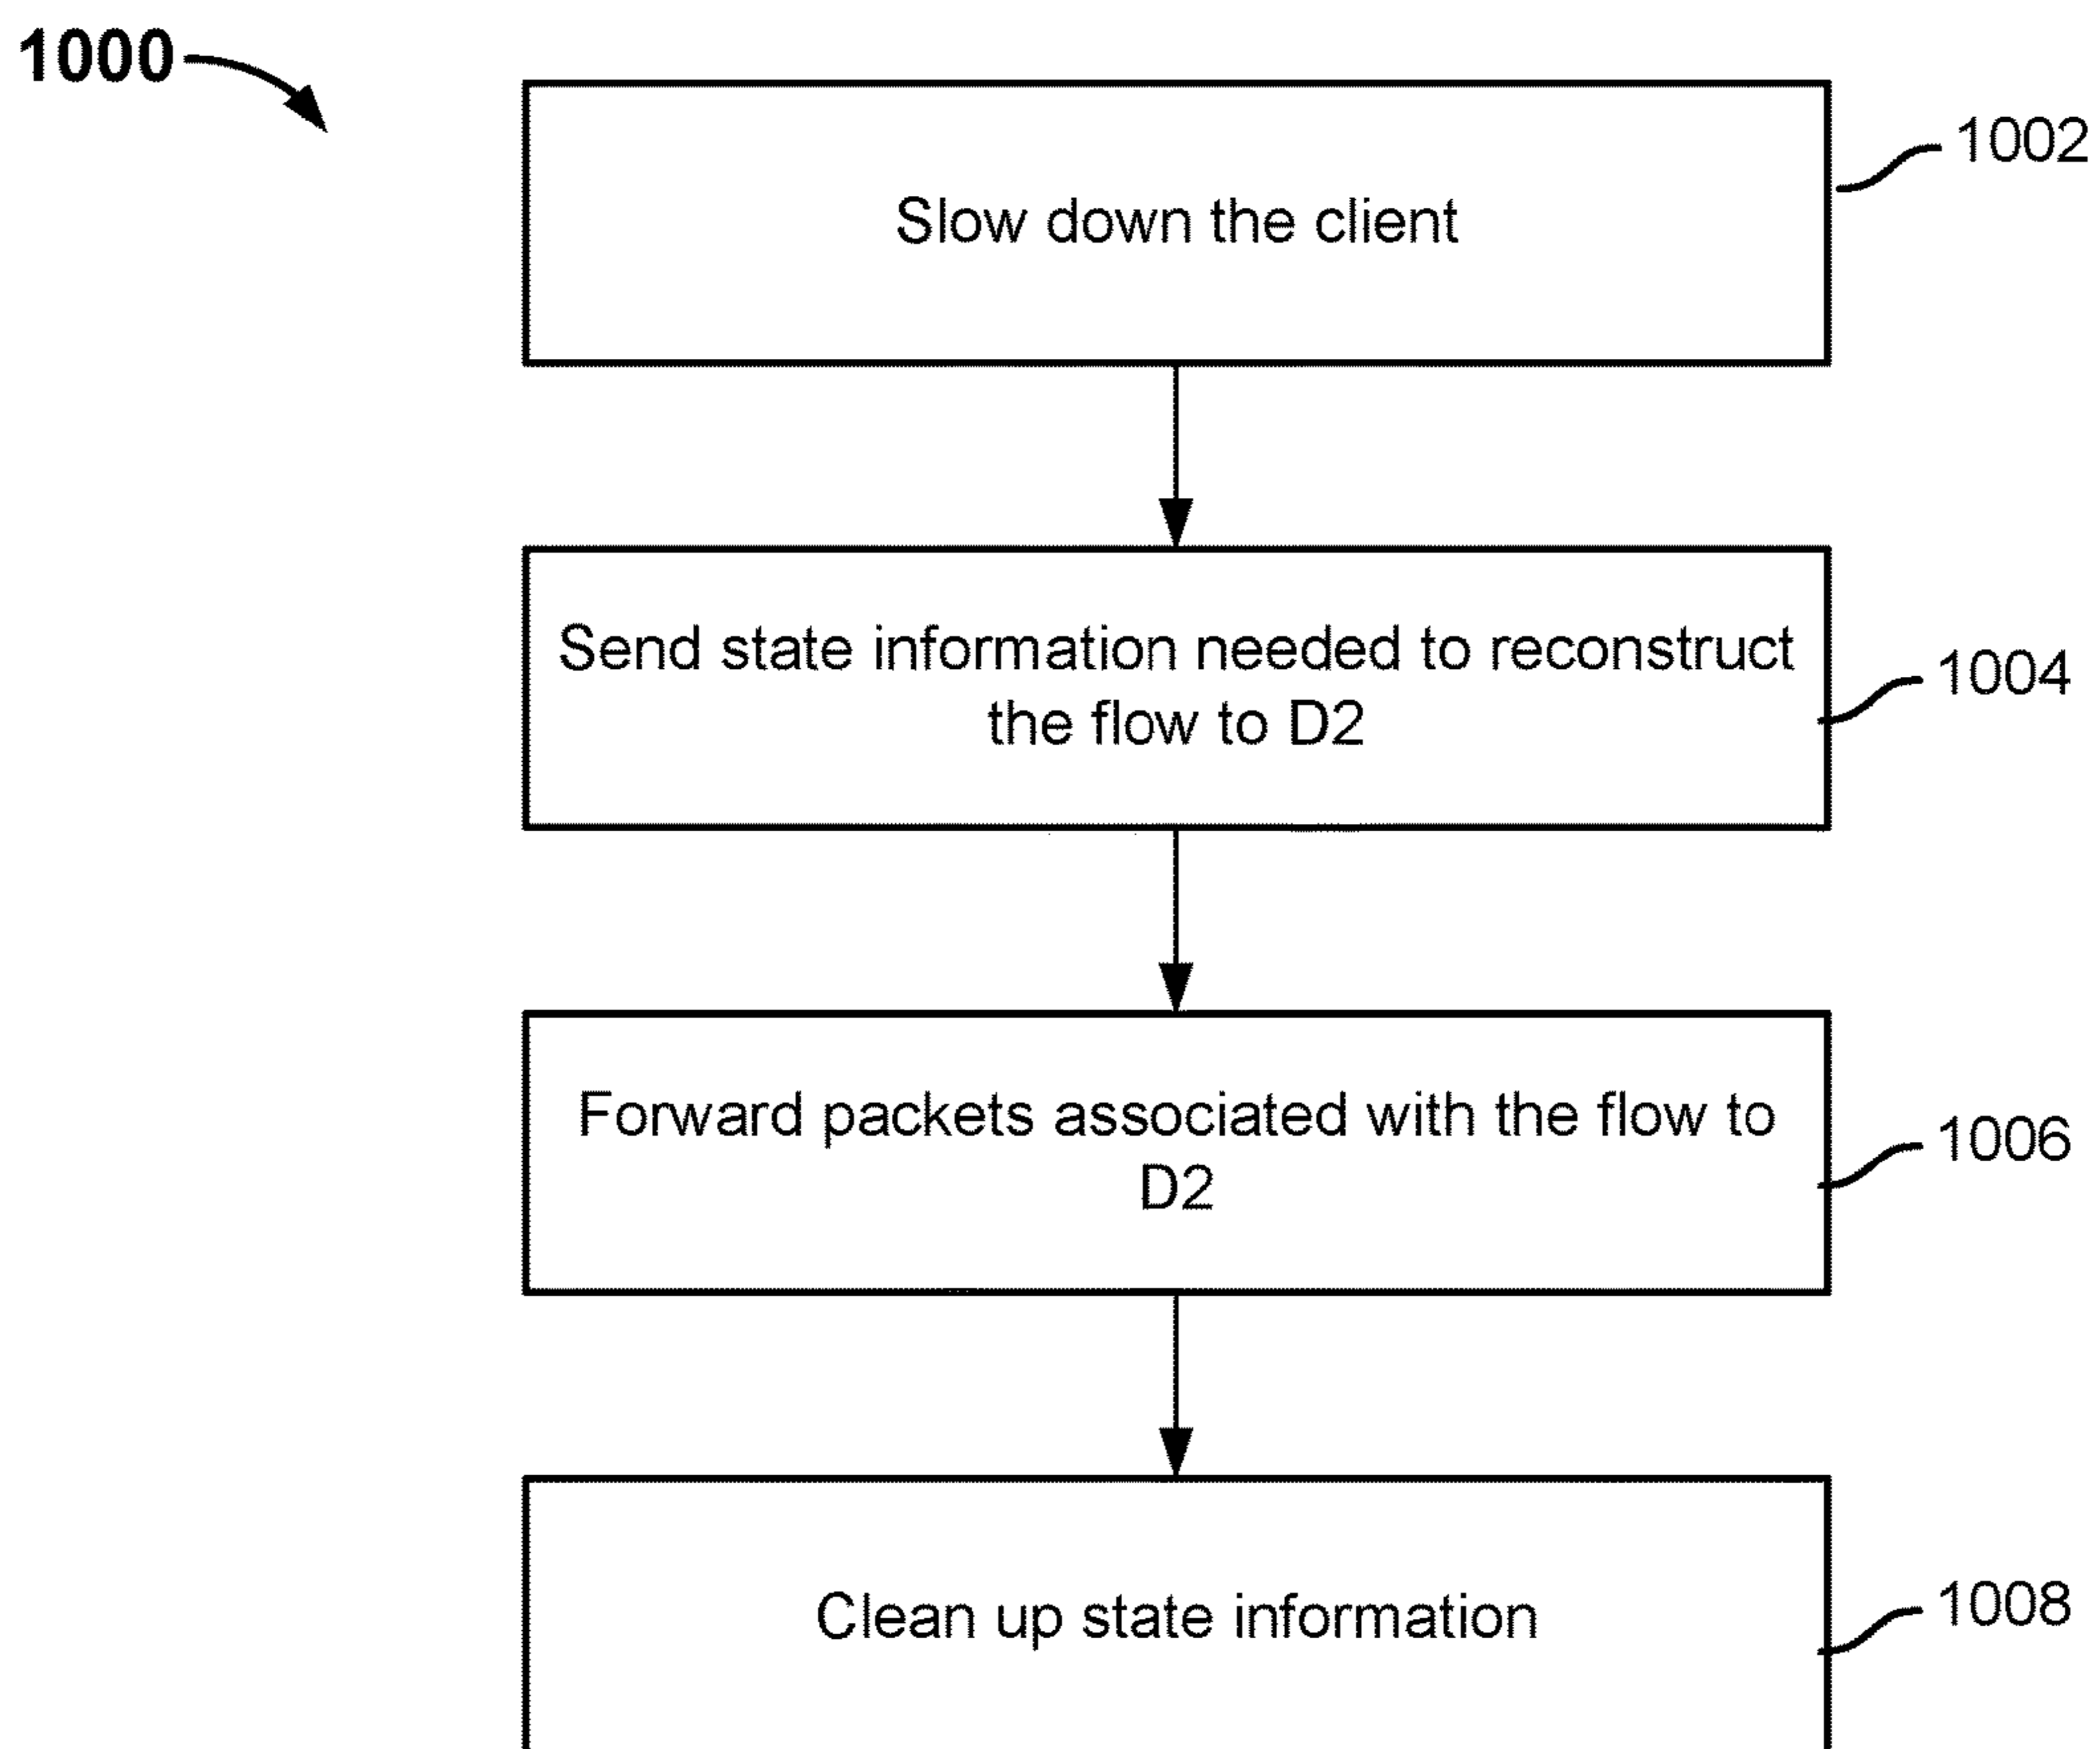 1000
1002
Slow down the client
Send state information needed to reconstruct
the flow to D2
1004
Forward packets associated with the flow to
D2
1006
Clean up state information
1008